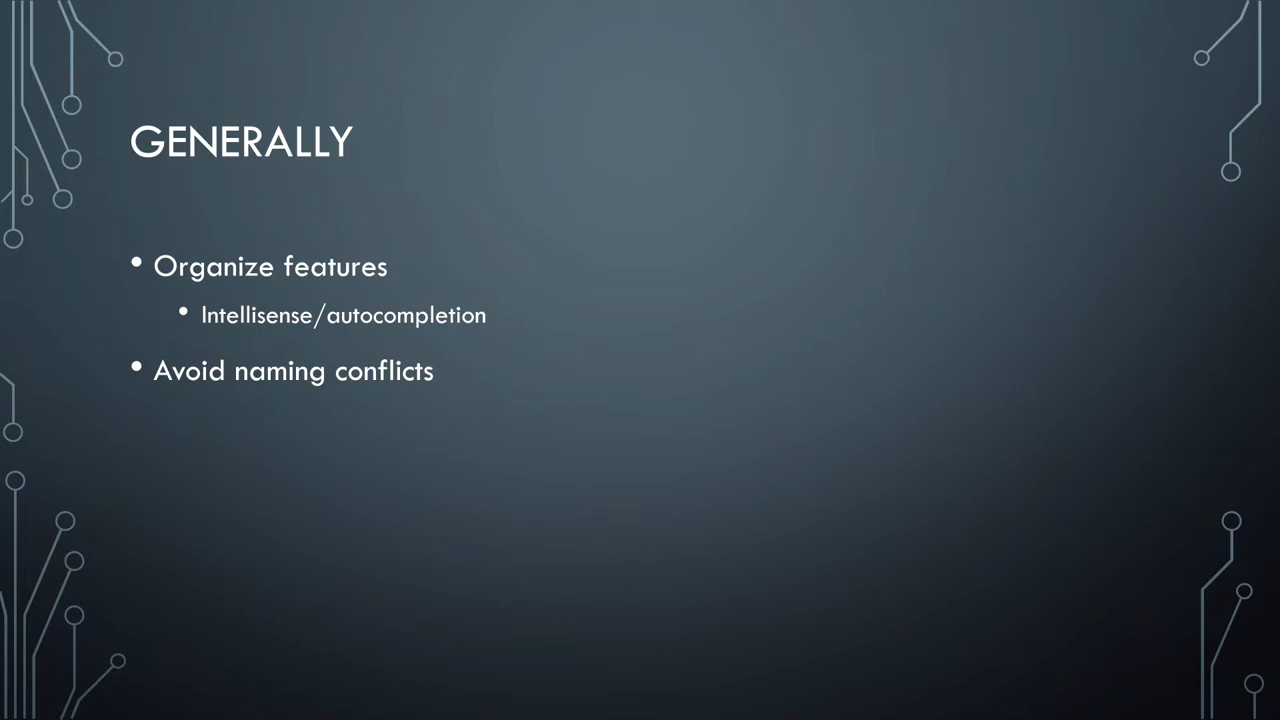 GENERALLY
• Organize features
• Intellisense/autocompletion
• Avoid naming conflicts